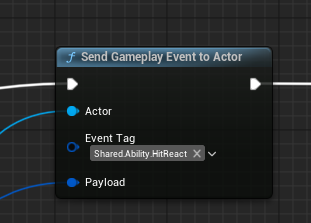 f Send Gameplay Event to Actor
Actor
Event Tag
Shared.Ability.HitReact
Payload